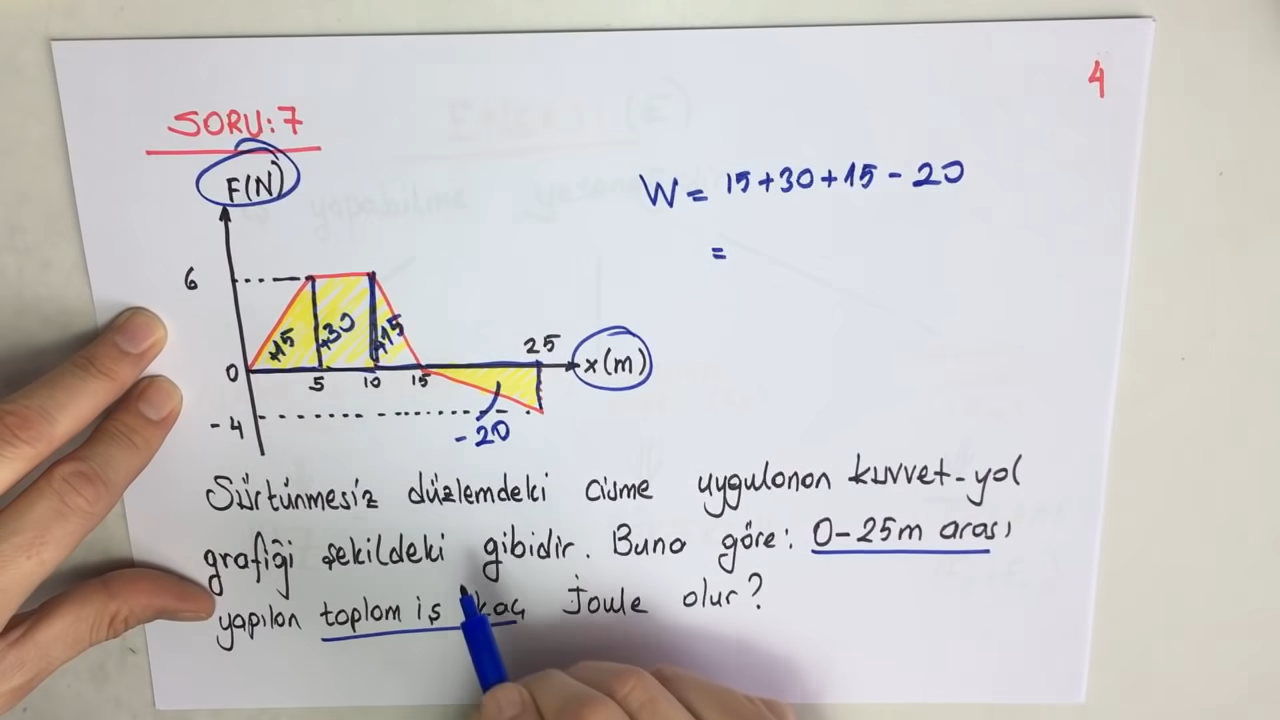 4
SORU:7
F(N)
W = 15+30+15-20
=
6
+15
+30
+15
25
x(m)
0
5
10
15
-4
-20
Sürtünmesiz düzlemdeki cisme uygulanan kuvvet-yol
grafiği şekildeki gibidir. Buna göre: 0-25m arası
yapılan toplam iş kaç Joule olur?